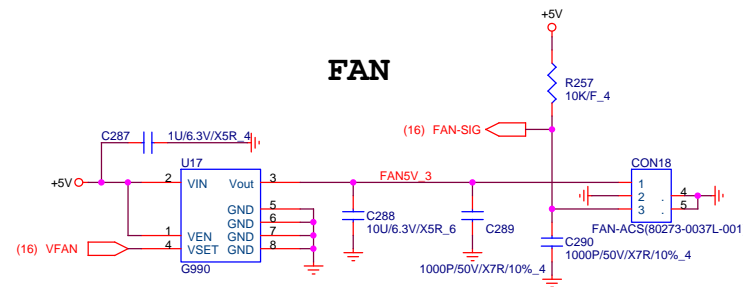 +5V
FAN
R257
10K/F_4
(16) FAN-SIG
C287
1U/6.3V/X5R_4
U17
CON18
+5V
2
VIN
Vout
3
FAN5V_3
1
2
3
.
.
4
5
GND
5
GND
6
1
VEN
GND
7
(16) VFAN
4
VSET
GND
8
G990
C288
10U/6.3V/X5R_6
C289
1000P/50V/X7R/10%_4
FAN-ACS(80273-0037L-001
C290
1000P/50V/X7R/10%_4